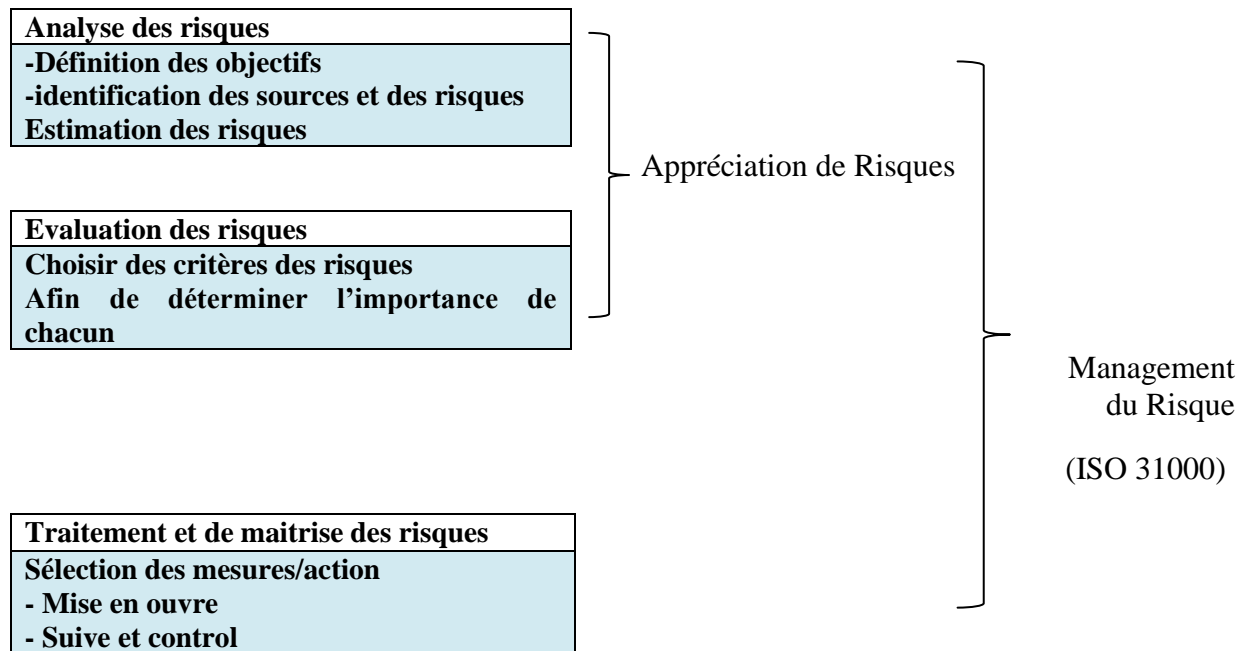 Analyse des risques
-Définition des objectifs
-identification des sources et des risques
Estimation des risques
Appréciation de Risques
Evaluation des risques
Choisir des critères des risques
Afin de déterminer l’importance de
chacun
Management
du Risque
(ISO 31000)
Traitement et de maitrise des risques
Sélection des mesures/action
- Mise en ouvre
- Suive et control